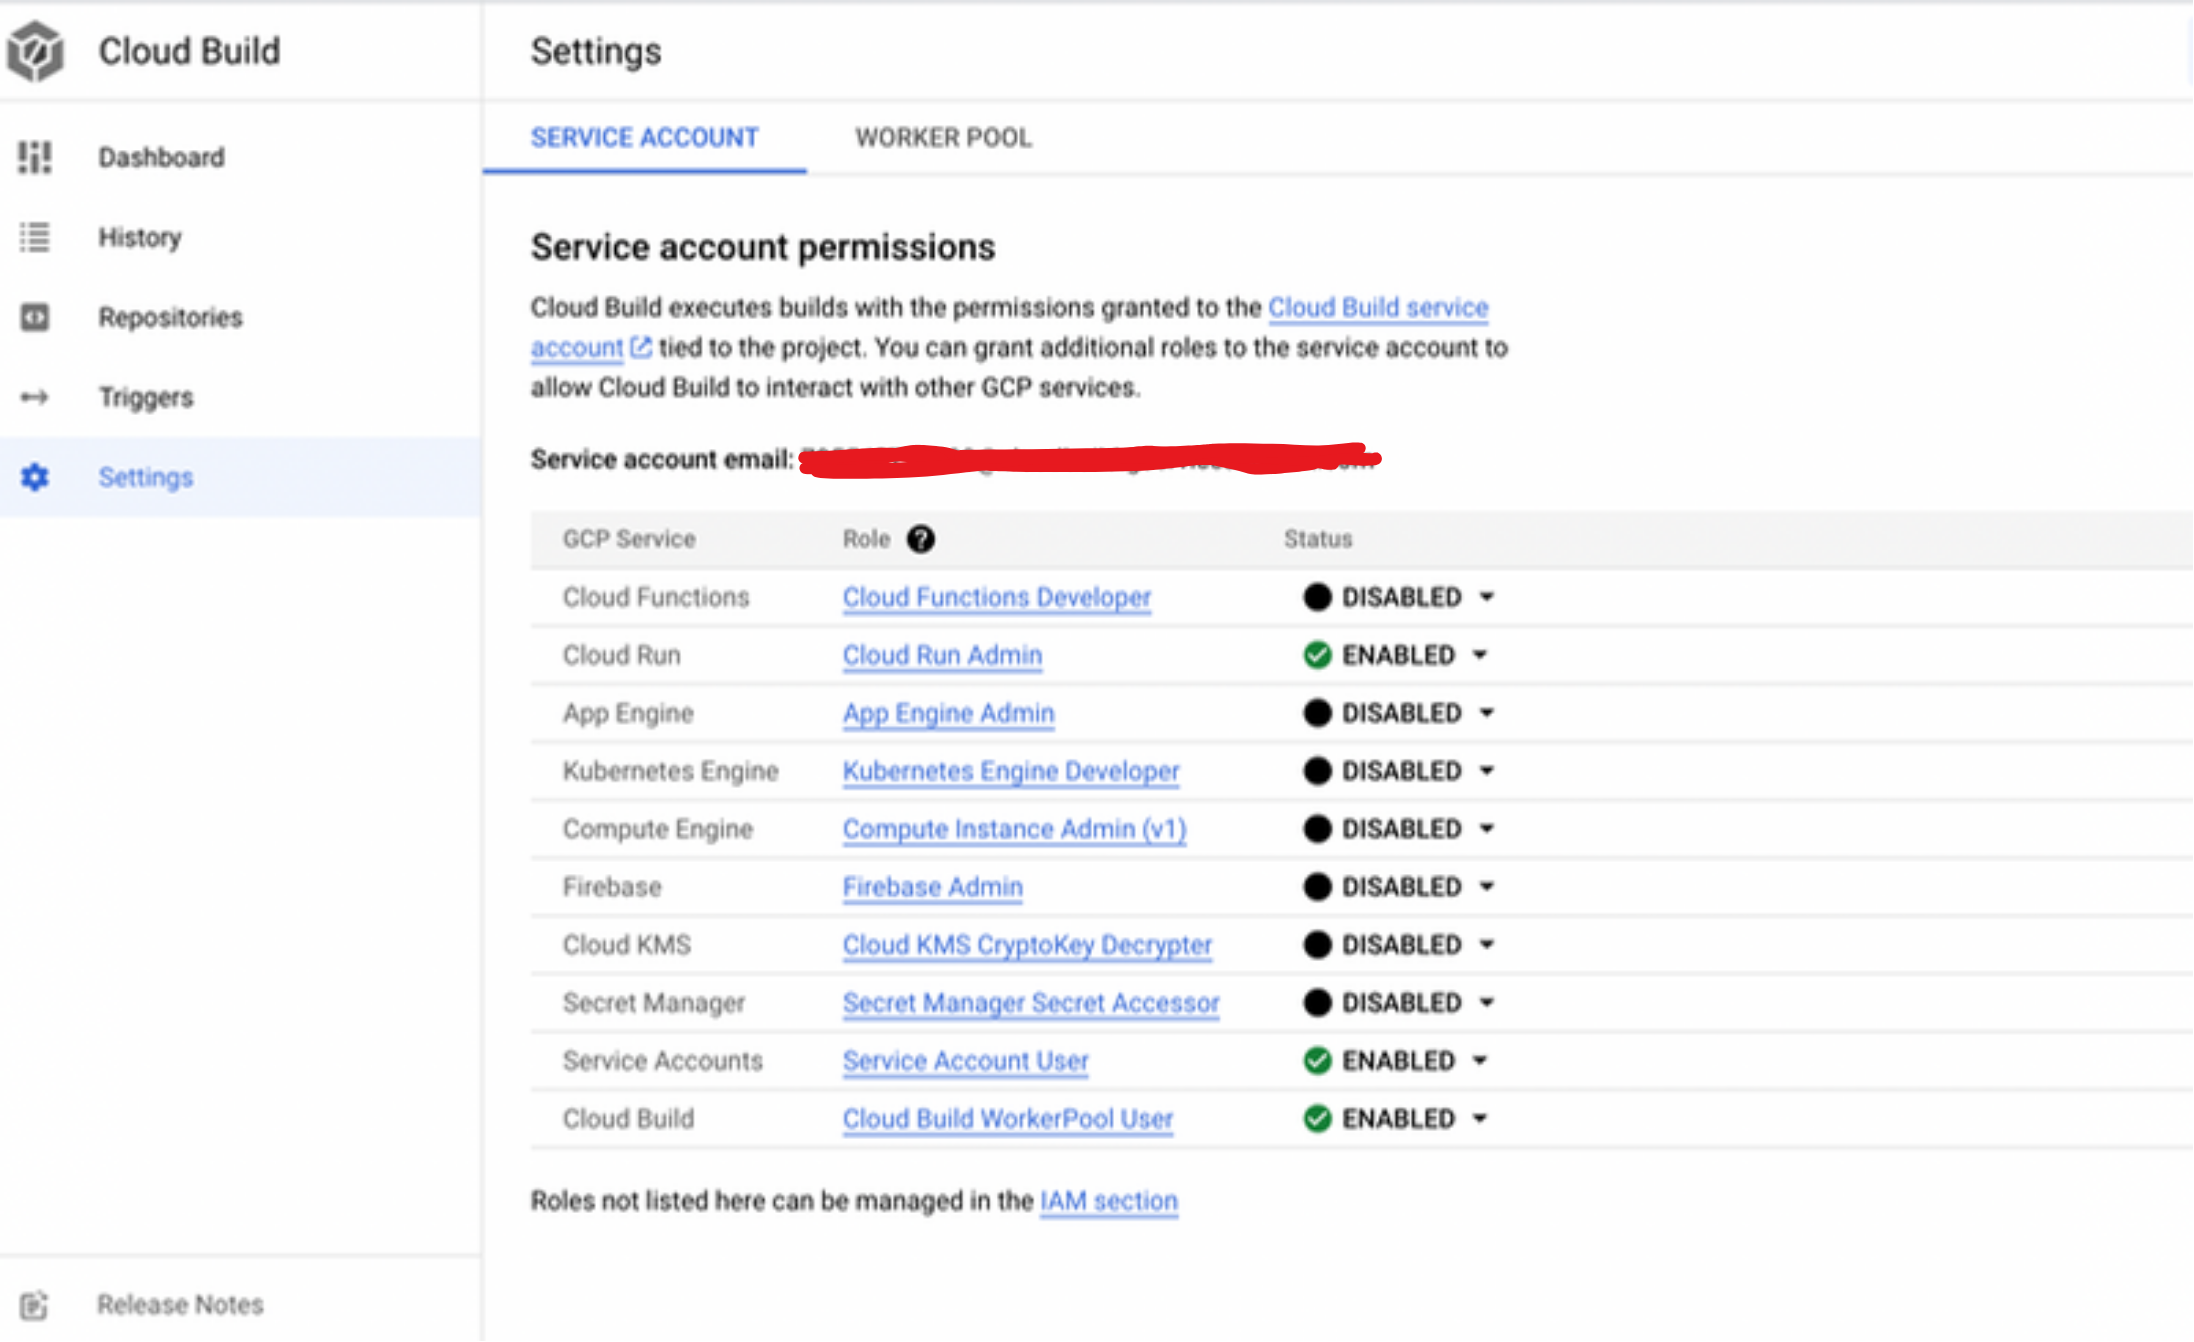 Cloud Build
Settings
Dashboard
History
Repositories
Triggers
Settings
Release Notes
SERVICE ACCOUNT WORKER POOL
Service account permissions
Cloud Build executes builds with the permissions granted to the Cloud Build service
account tied to the project. You can grant additional roles to the service account to
allow Cloud Build to interact with other GCP services.
Service account email:
GCP Service Role ? Status
Cloud Functions Cloud Functions Developer DISABLED
Cloud Run Cloud Run Admin ENABLED
App Engine App Engine Admin DISABLED
Kubernetes Engine Kubernetes Engine Developer DISABLED
Compute Engine Compute Instance Admin (v1) DISABLED
Firebase Firebase Admin DISABLED
Cloud KMS Cloud KMS CryptoKey Decrypter DISABLED
Secret Manager Secret Manager Secret Accessor DISABLED
Service Accounts Service Account User ENABLED
Cloud Build Cloud Build WorkerPool User ENABLED
Roles not listed here can be managed in the IAM section